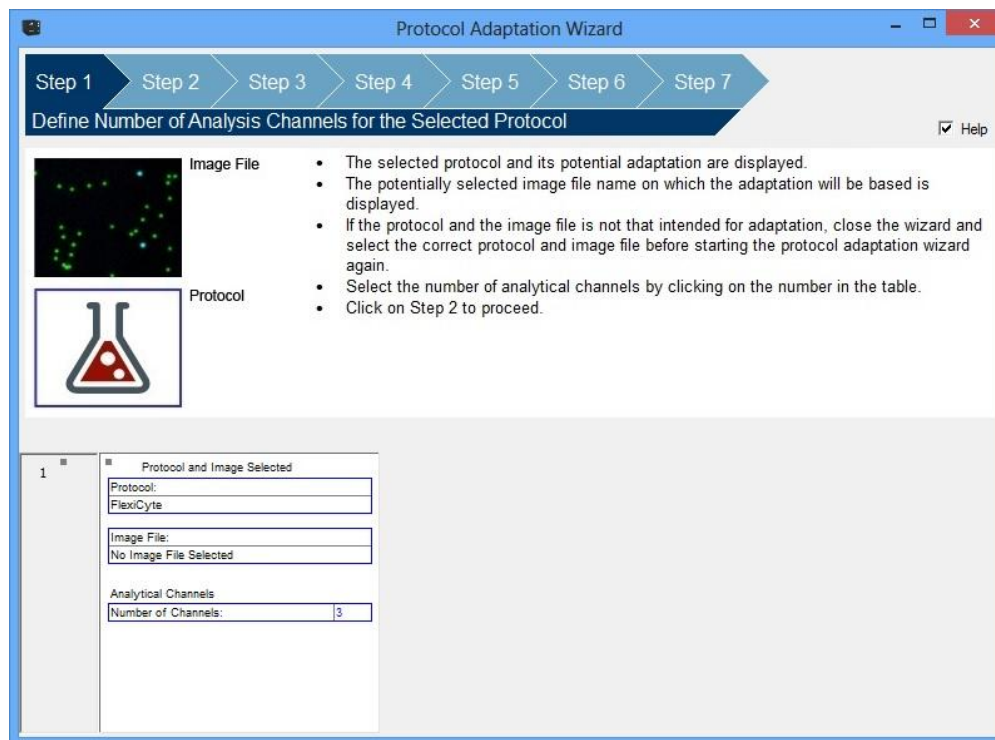 Protocol Adaptation Wizard
Step 1
Step 2
Step 3
Step 4
Step 5
Step 6
Step 7
Define Number of Analysis Channels for the Selected Protocol
Help
Image File
• The selected protocol and its potential adaptation are displayed.
• The potentially selected image file name on which the adaptation will be based is
displayed.
• If the protocol and the image file is not that intended for adaptation, close the wizard and
select the correct protocol and image file before starting the protocol adaptation wizard
again.
Protocol
• Select the number of analytical channels by clicking on the number in the table.
• Click on Step 2 to proceed.
1
Protocol and Image Selected
Protocol:
FlexiCyte
Image File:
No Image File Selected
Analytical Channels
Number of Channels: 3